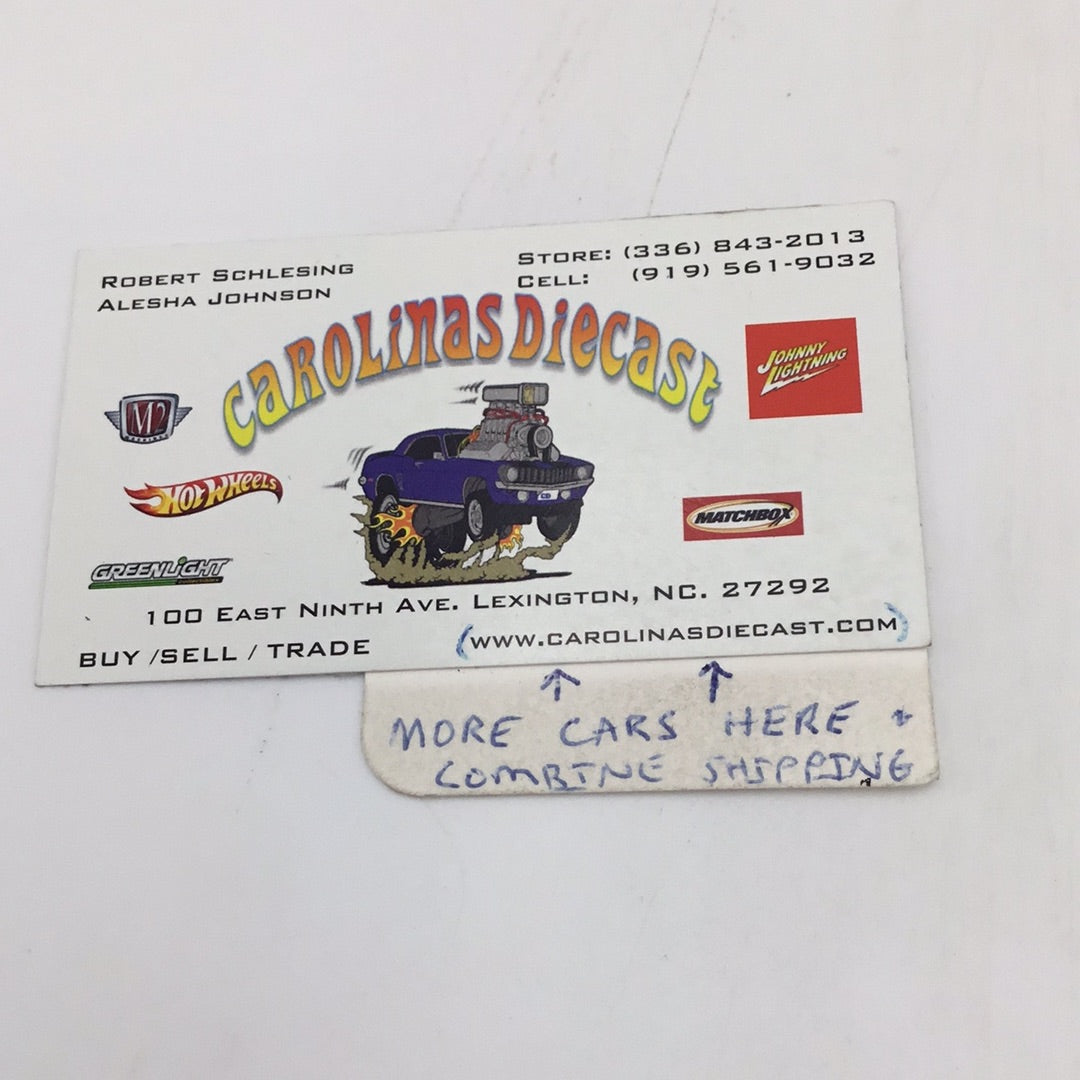 ROBERT SCHLESING
ALESHA JOHNSON
STORE: (336) 843-2013
CELL: (919) 561-9032
CAROLINAS DIECAST
JOHNNY
LIGHTNING
M2
HOT WHEELS
MATCHBOX
GREENLIGHT
100 EAST NINTH AVE. LEXINGTON, NC. 27292
BUY /SELL / TRADE
(WWW.CAROLINASDIECAST.COM)
MORE CARS HERE +
COMBINE SHIPPING